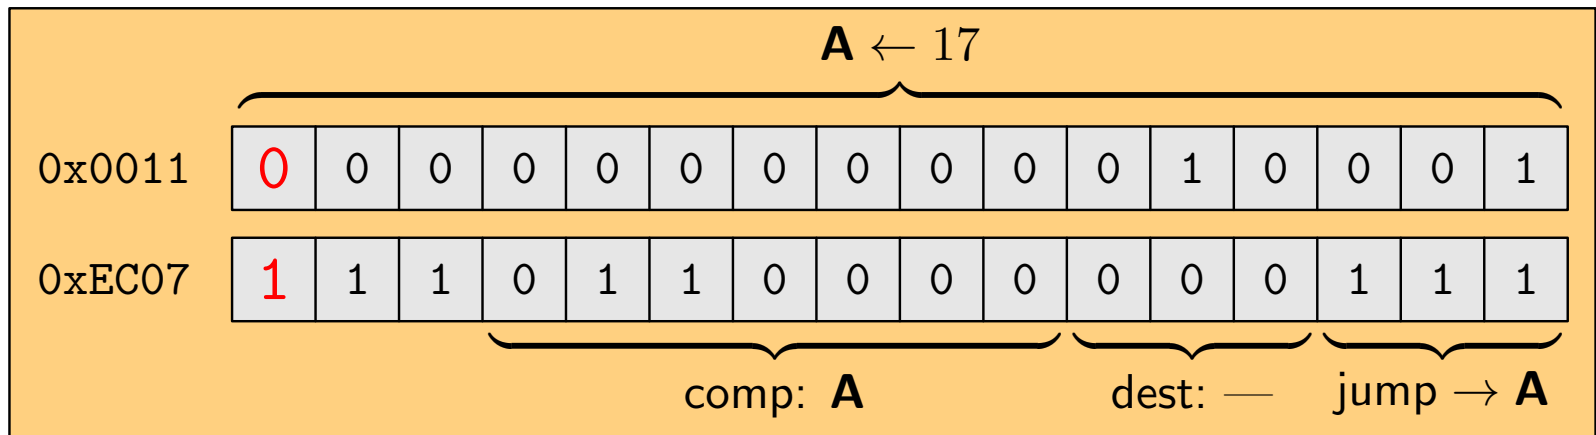 A ← 17
0x0011 0 0 0 0 0 0 0 0 0 0 0 1 0 0 0 1
0xEC07 1 1 1 0 1 1 0 0 0 0 0 0 0 1 1 1
comp: A dest: — jump → A